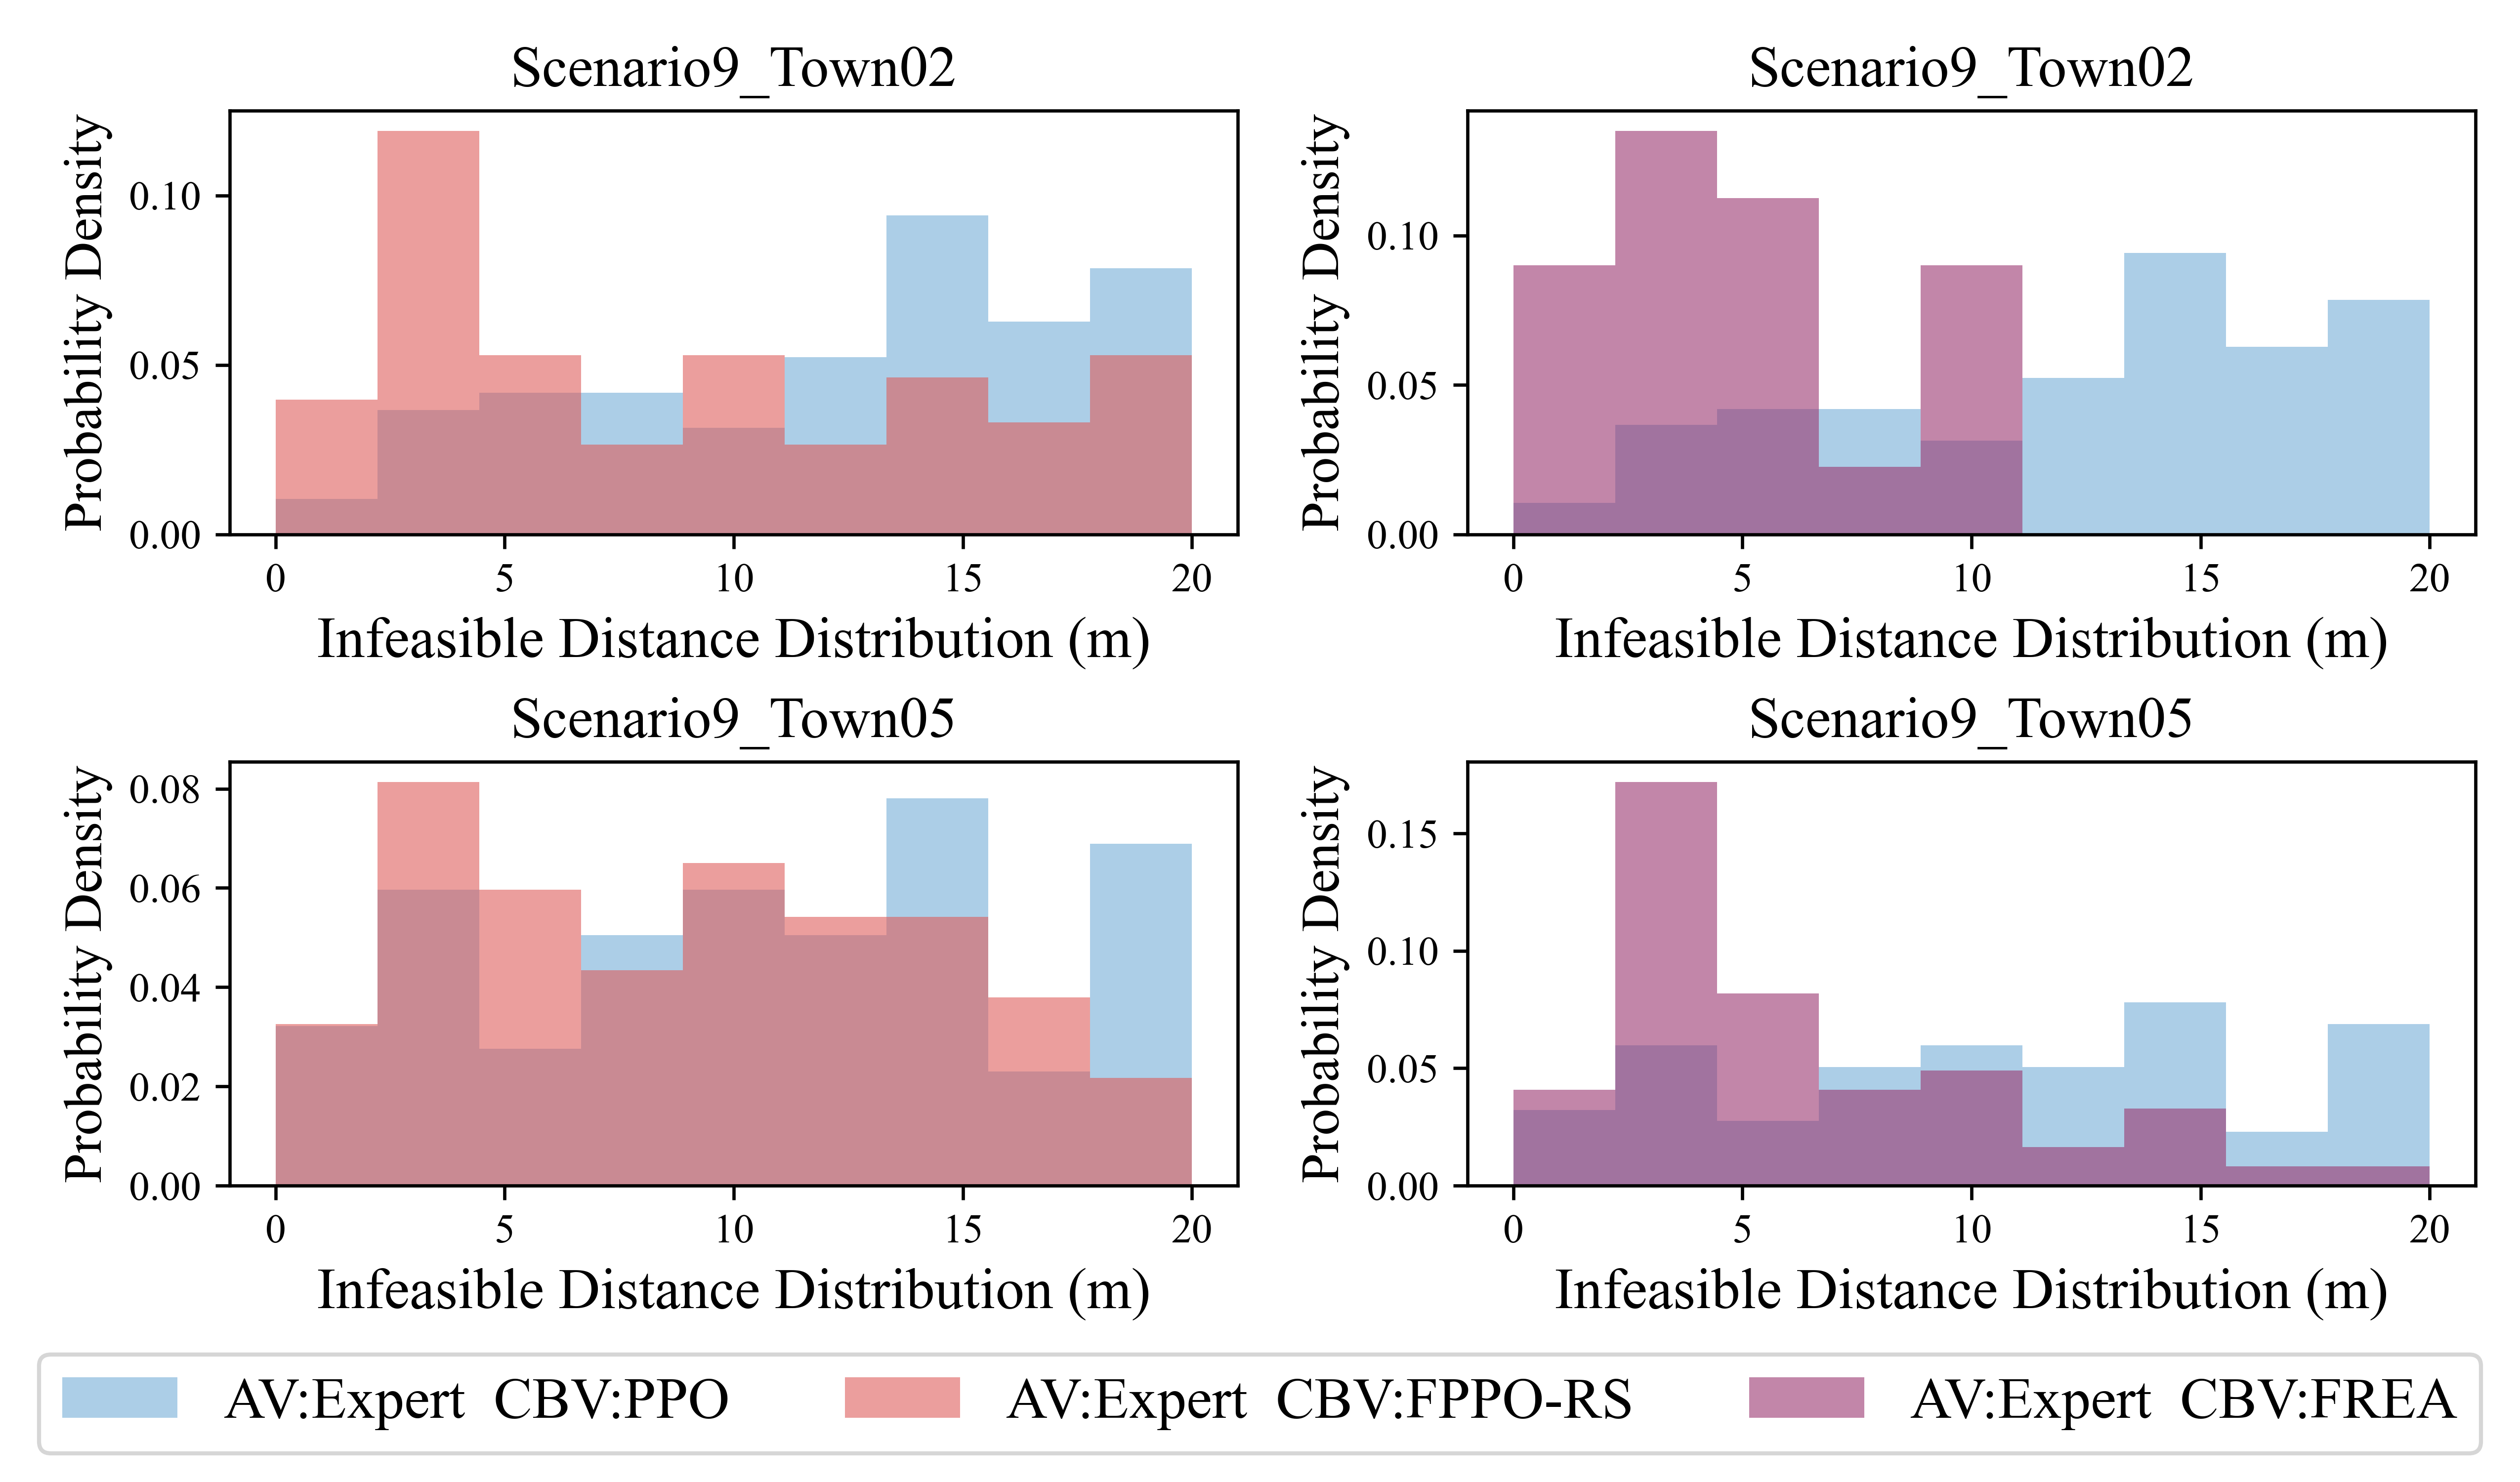 Scenario9_Town02
Probability Density
0.10
0.05
0.00
0 5 10 15 20
Infeasible Distance Distribution (m)
Scenario9_Town02
Probability Density
0.10
0.05
0.00
0 5 10 15 20
Infeasible Distance Distribution (m)
Scenario9_Town05
Probability Density
0.08
0.06
0.04
0.02
0.00
0 5 10 15 20
Infeasible Distance Distribution (m)
Scenario9_Town05
Probability Density
0.15
0.10
0.05
0.00
0 5 10 15 20
Infeasible Distance Distribution (m)
AV:Expert CBV:PPO
AV:Expert CBV:FPPO-RS
AV:Expert CBV:FREA